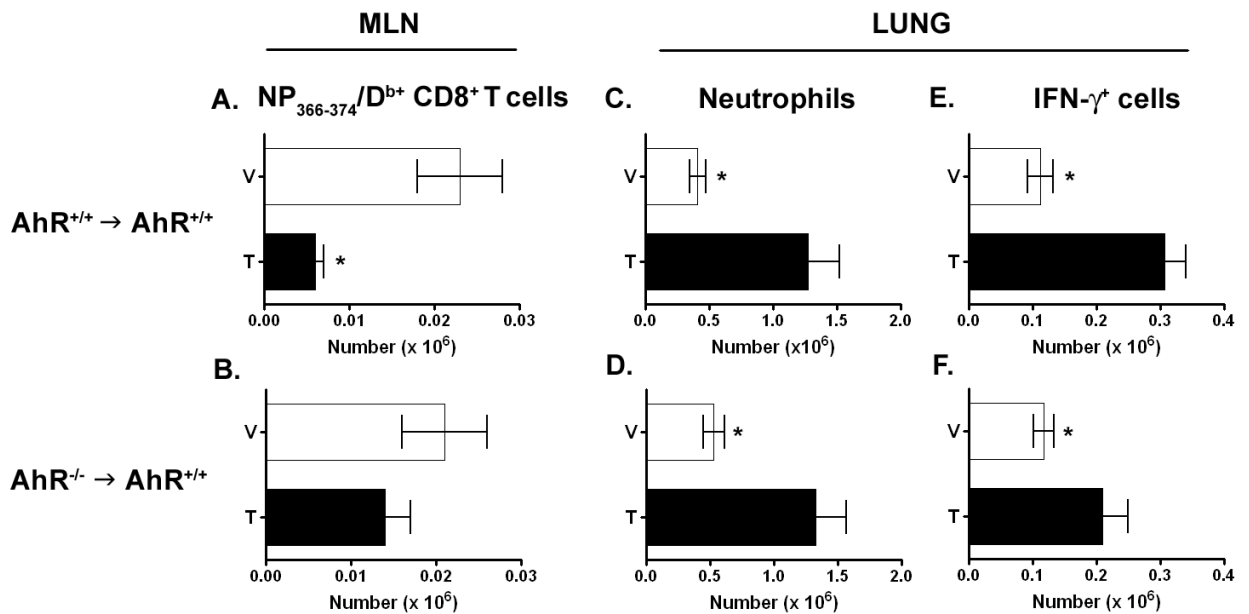 MLN LUNG
A. NP366-374/Db+ CD8+ T cells C. Neutrophils E. IFN-γ+ cells
AhR+/+ → AhR+/+
V
T *
0.00 0.01 0.02 0.03
Number (x 10⁶)
V *
T
0.0 0.5 1.0 1.5 2.0
Number (x10⁶)
V *
T
0.0 0.1 0.2 0.3 0.4
Number (x 10⁶)
B. D. F.
AhR-/- → AhR+/+
V
T
0.00 0.01 0.02 0.03
Number (x 10⁶)
V *
T
0.0 0.5 1.0 1.5 2.0
Number (x 10⁶)
V *
T
0.0 0.1 0.2 0.3 0.4
Number (x 10⁶)